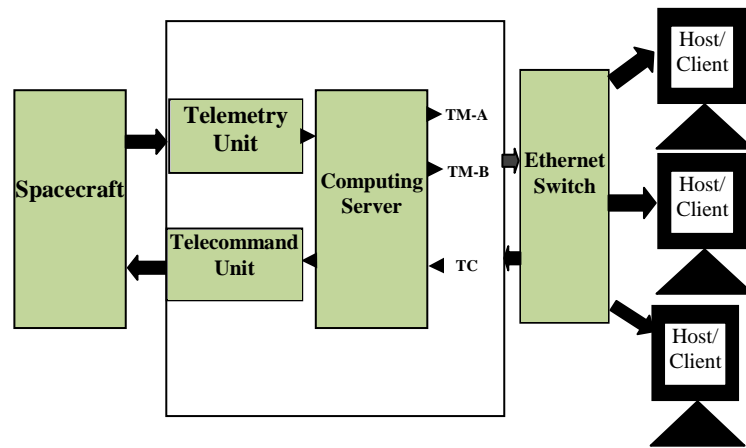 Spacecraft
Telemetry
Unit
Telecommand
Unit
Computing
Server
TM-A
TM-B
TC
Ethernet
Switch
Host/
Client
Host/
Client
Host/
Client